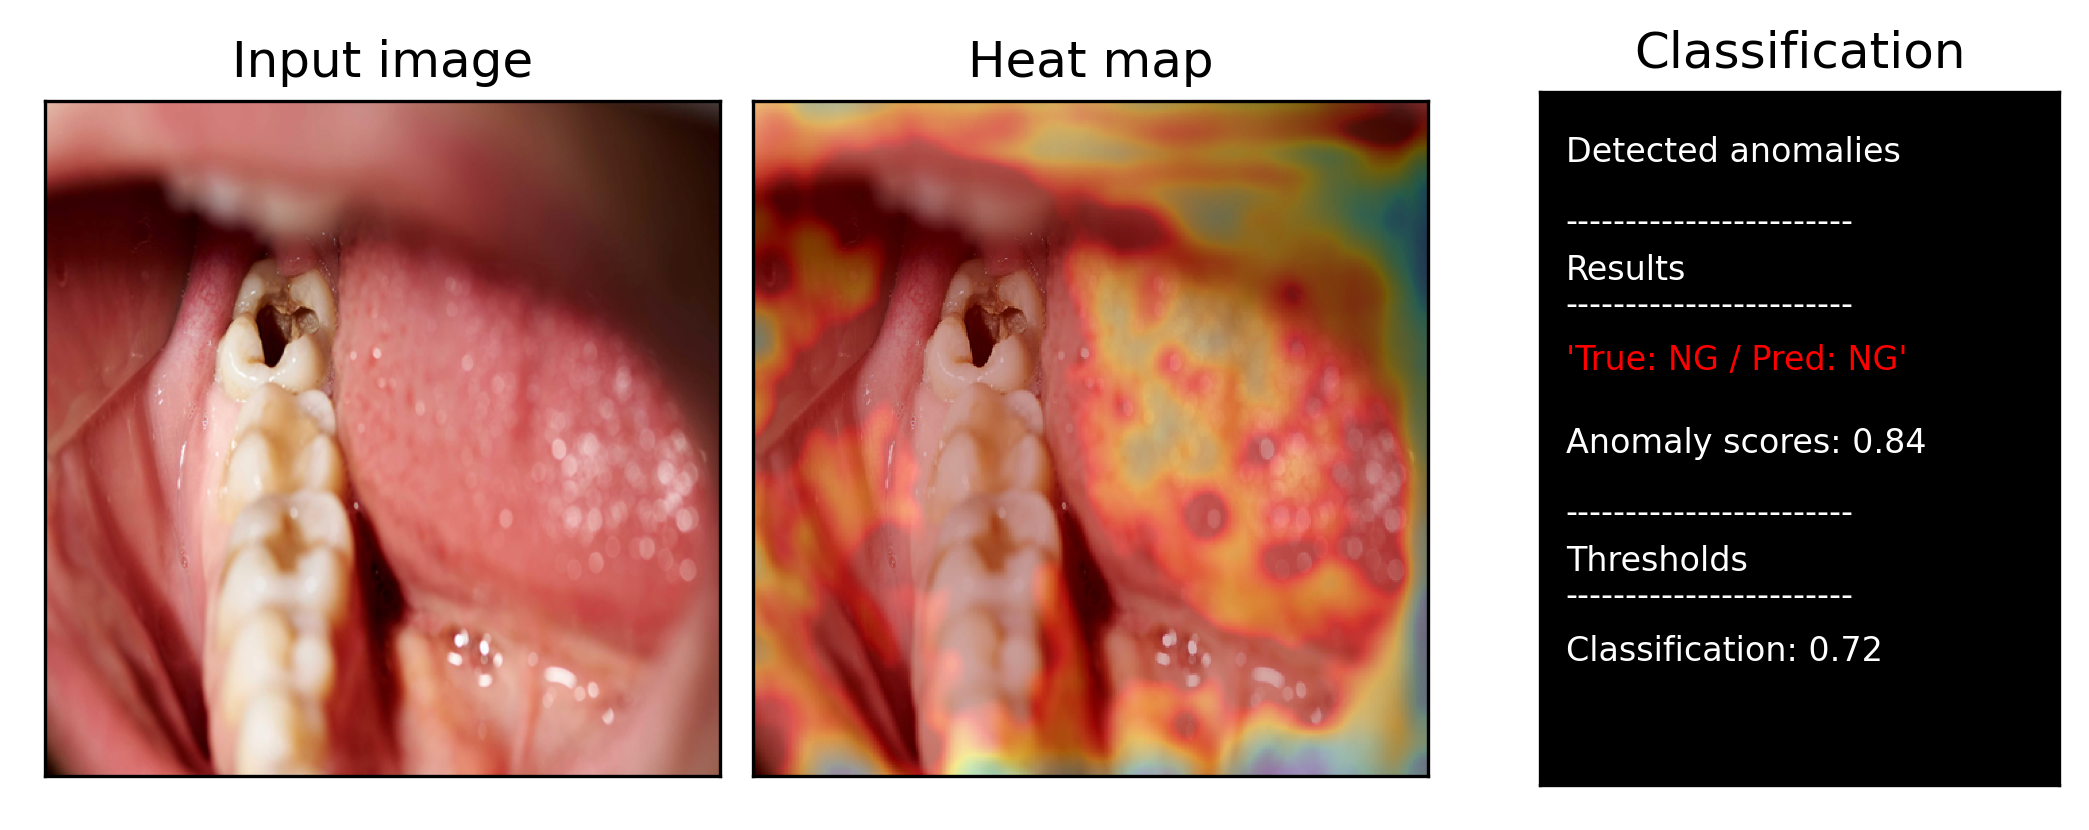 Input image
Heat map
Classification
Detected anomalies
------------------------
Results
------------------------
'True: NG / Pred: NG'
Anomaly scores: 0.84
------------------------
Thresholds
------------------------
Classification: 0.72